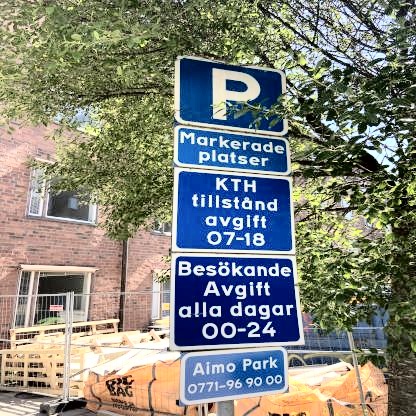 P
Markerade
platser
KTH
tillstånd
avgift
07-18
Besökande
Avgift
alla dagar
00-24
Aimo Park
0771-96 90 00
BAG